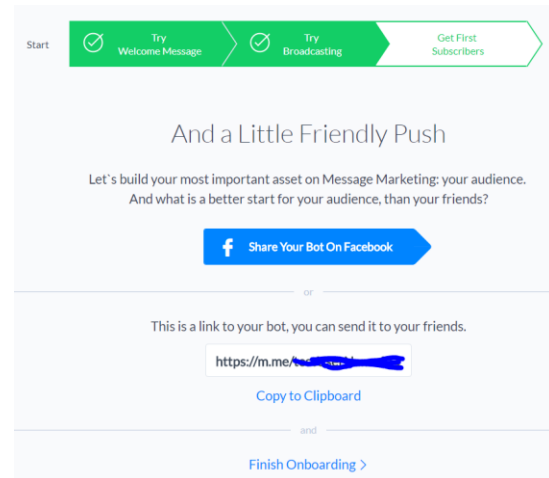 Start
Try
Welcome Message
Try
Broadcasting
Get First
Subscribers
And a Little Friendly Push
Let`s build your most important asset on Message Marketing: your audience.
And what is a better start for your audience, than your friends?
Share Your Bot On Facebook
or
This is a link to your bot, you can send it to your friends.
https://m.me/
Copy to Clipboard
and
Finish Onboarding >